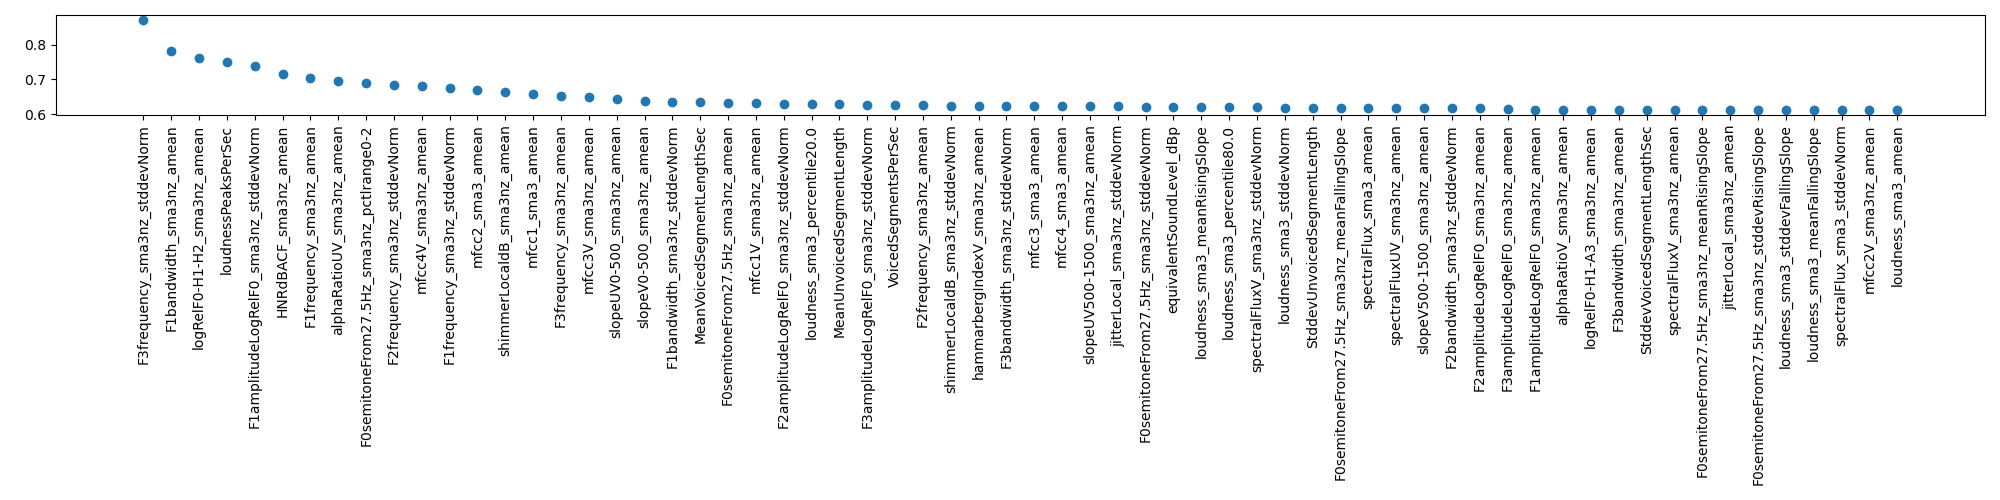 0.8
0.7
0.6
F3frequency_sma3nz_stddevNorm
F1bandwidth_sma3nz_amean
logRelF0-H1-H2_sma3nz_amean
loudnessPeaksPerSec
F1amplitudeLogRelF0_sma3nz_stddevNorm
HNRdBACF_sma3nz_amean
F1frequency_sma3nz_amean
alphaRatioUV_sma3nz_amean
F0semitoneFrom27.5Hz_sma3nz_pctlrange0-2
F2frequency_sma3nz_stddevNorm
mfcc4V_sma3nz_amean
F1frequency_sma3nz_stddevNorm
mfcc2_sma3_amean
shimmerLocaldB_sma3nz_amean
mfcc1_sma3_amean
F3frequency_sma3nz_amean
mfcc3V_sma3nz_amean
slopeUV0-500_sma3nz_amean
slopeV0-500_sma3nz_amean
F1bandwidth_sma3nz_stddevNorm
MeanVoicedSegmentLengthSec
F0semitoneFrom27.5Hz_sma3nz_amean
mfcc1V_sma3nz_amean
F2amplitudeLogRelF0_sma3nz_stddevNorm
loudness_sma3_percentile20.0
MeanUnvoicedSegmentLength
F3amplitudeLogRelF0_sma3nz_stddevNorm
VoicedSegmentsPerSec
F2frequency_sma3nz_amean
shimmerLocaldB_sma3nz_stddevNorm
hammarbergIndexV_sma3nz_amean
F3bandwidth_sma3nz_stddevNorm
mfcc3_sma3_amean
mfcc4_sma3_amean
slopeUV500-1500_sma3nz_amean
jitterLocal_sma3nz_stddevNorm
F0semitoneFrom27.5Hz_sma3nz_stddevNorm
equivalentSoundLevel_dBp
loudness_sma3_meanRisingSlope
loudness_sma3_percentile80.0
spectralFluxV_sma3nz_stddevNorm
loudness_sma3_stddevNorm
StddevUnvoicedSegmentLength
F0semitoneFrom27.5Hz_sma3nz_meanFallingSlope
spectralFlux_sma3_amean
spectralFluxUV_sma3nz_amean
slopeV500-1500_sma3nz_amean
F2bandwidth_sma3nz_stddevNorm
F2amplitudeLogRelF0_sma3nz_amean
F3amplitudeLogRelF0_sma3nz_amean
F1amplitudeLogRelF0_sma3nz_amean
alphaRatioV_sma3nz_amean
logRelF0-H1-A3_sma3nz_amean
F3bandwidth_sma3nz_amean
StddevVoicedSegmentLengthSec
spectralFluxV_sma3nz_amean
F0semitoneFrom27.5Hz_sma3nz_meanRisingSlope
jitterLocal_sma3nz_amean
F0semitoneFrom27.5Hz_sma3nz_stddevRisingSlope
loudness_sma3_stddevFallingSlope
loudness_sma3_meanFallingSlope
spectralFlux_sma3_stddevNorm
mfcc2V_sma3nz_amean
loudness_sma3_amean